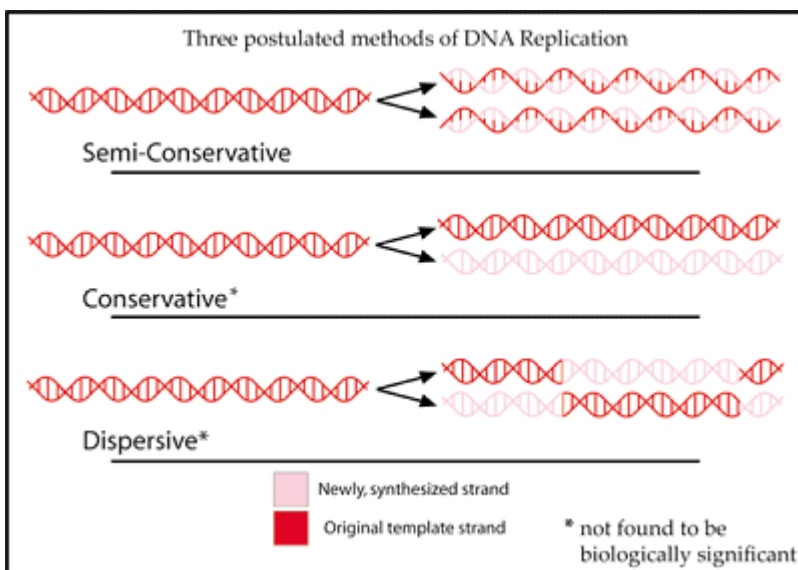 Three postulated methods of DNA Replication
Semi-Conservative
Conservative*
Dispersive*
Newly, synthesized strand
Original template strand
* not found to be
biologically significant